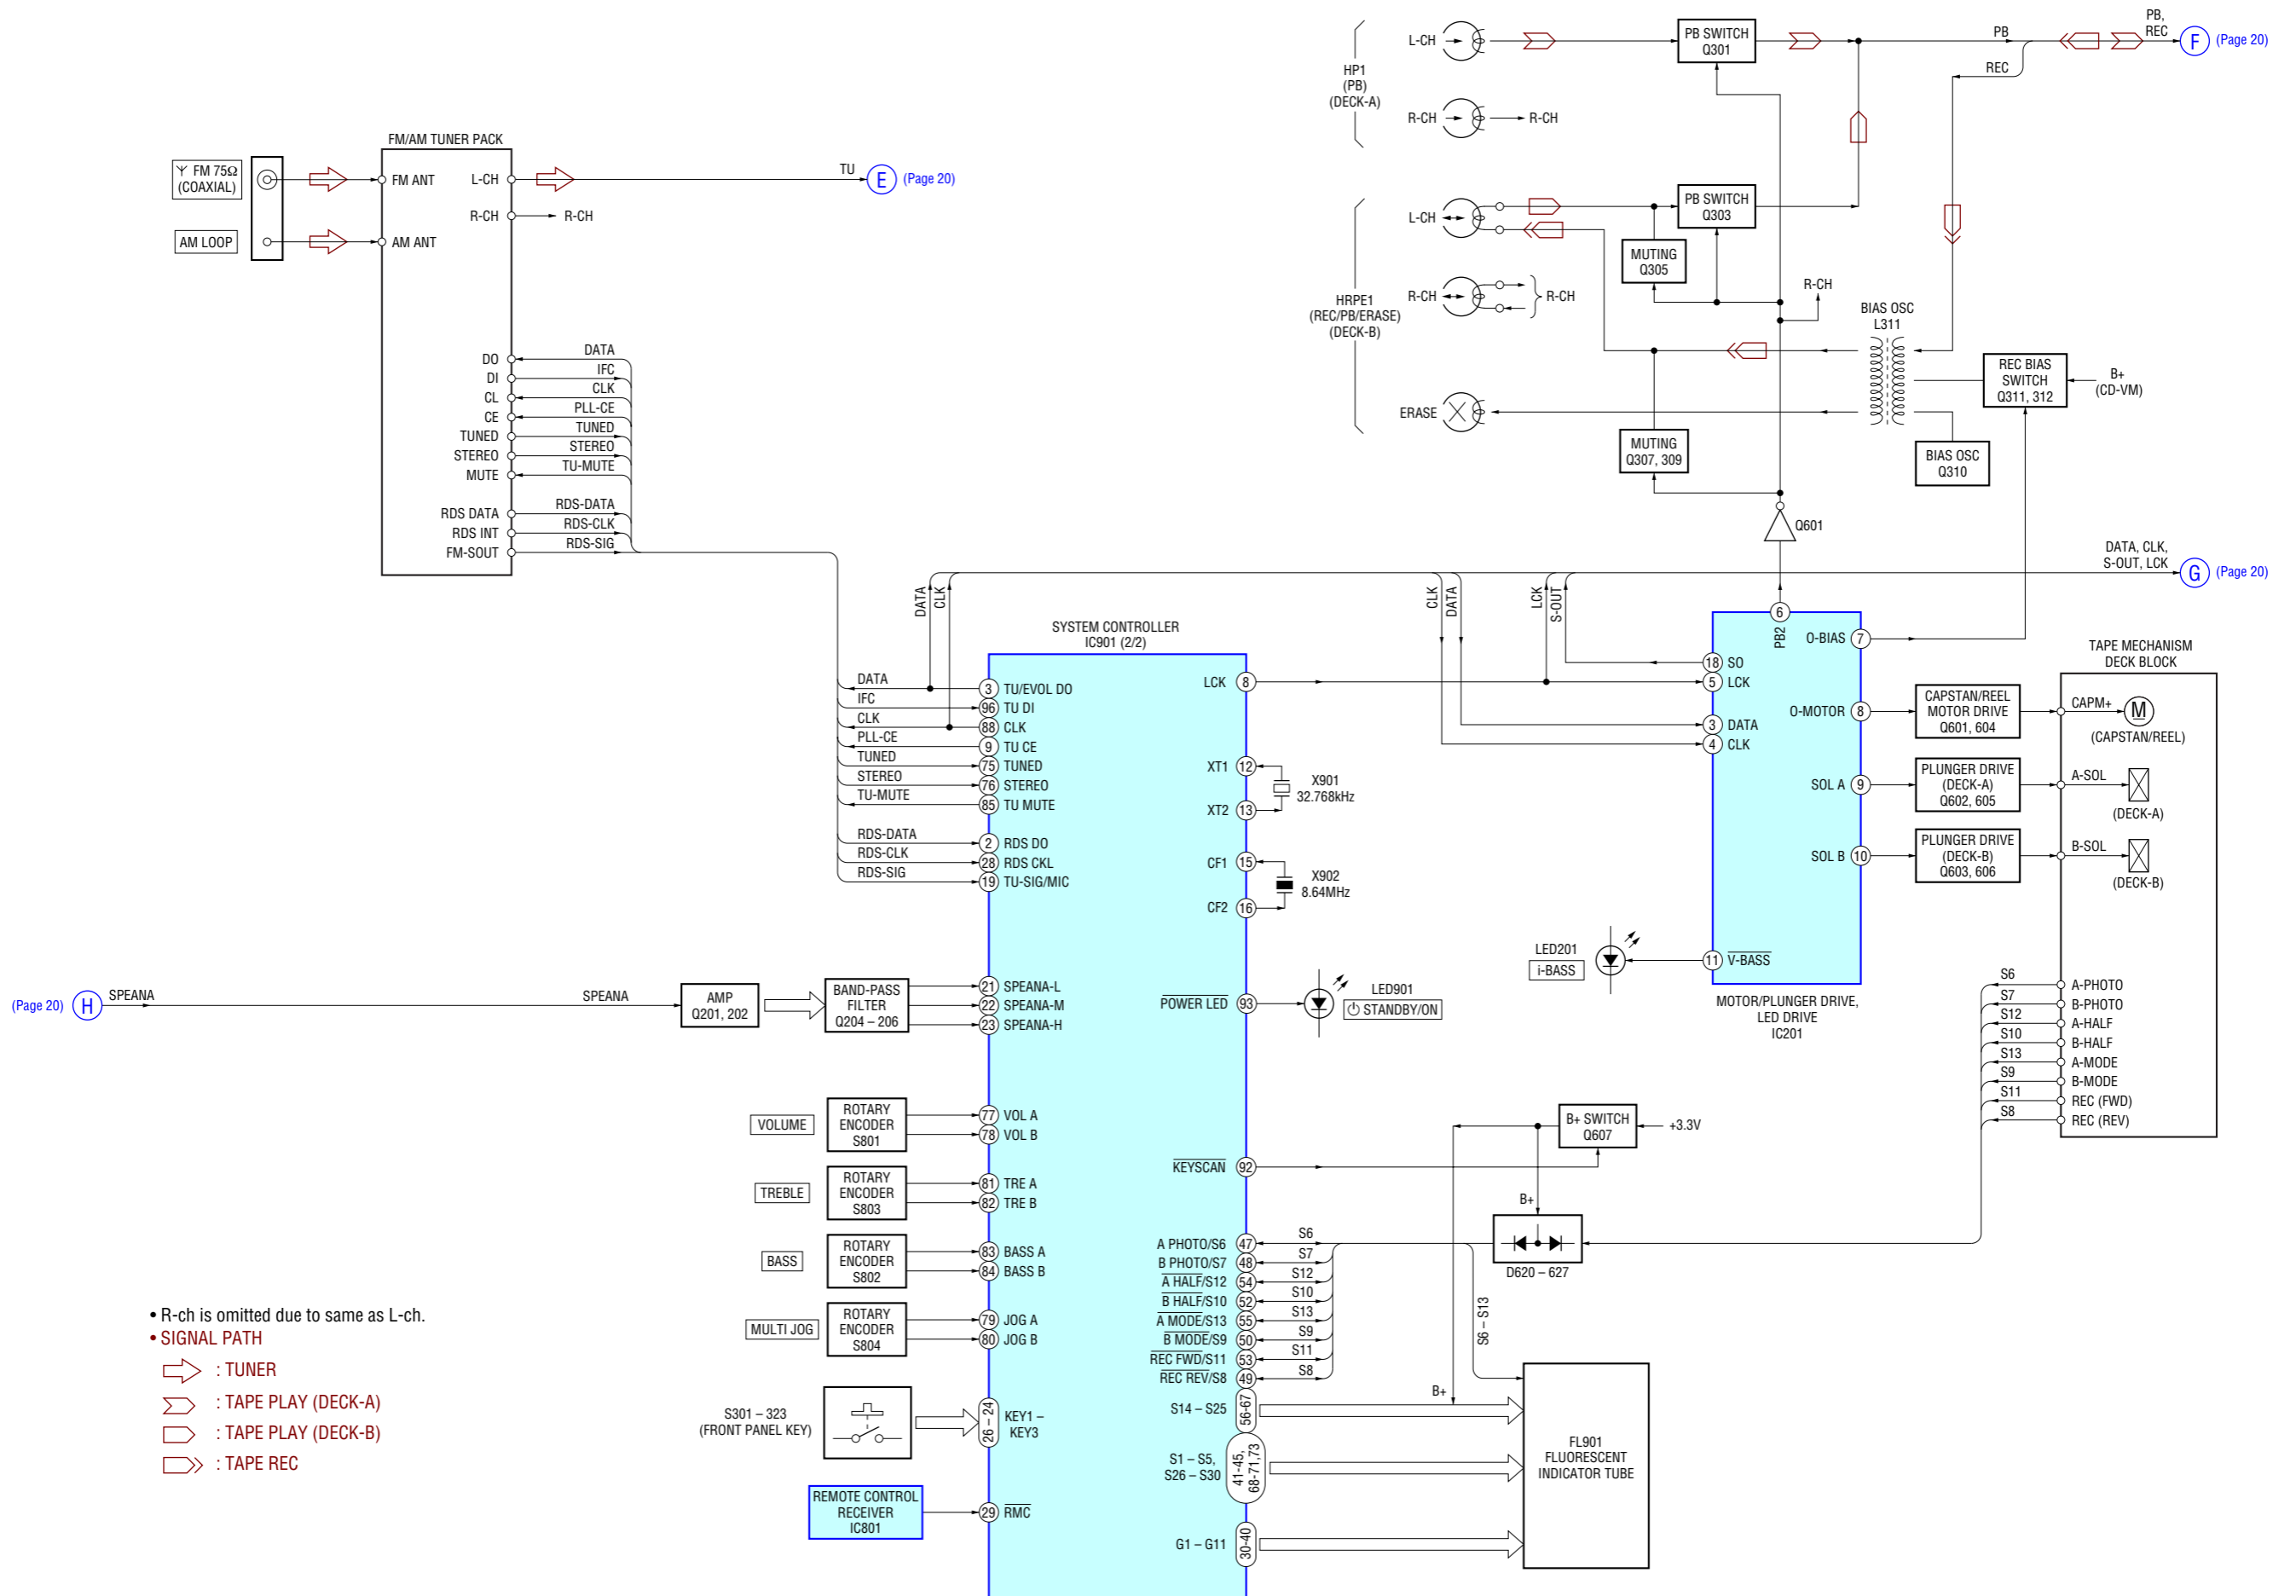 L-CH
R-CH
HP1
(PB)
(DECK-A)
PB SWITCH
Q301
R-CH
PB
REC
PB,
REC
F
(Page 20)
FM 75Ω
(COAXIAL)
AM LOOP
FM/AM TUNER PACK
FM ANT
AM ANT
L-CH
R-CH
R-CH
TU
E
(Page 20)
DO
DI
CL
CE
TUNED
STEREO
MUTE
RDS DATA
RDS INT
FM-SOUT
DATA
IFC
CLK
PLL-CE
TUNED
STEREO
TU-MUTE
RDS-DATA
RDS-CLK
RDS-SIG
HRPE1
(REC/PB/ERASE)
(DECK-B)
L-CH
R-CH
R-CH
ERASE
PB SWITCH
Q303
MUTING
Q305
MUTING
Q307, 309
R-CH
BIAS OSC
L311
REC BIAS
SWITCH
Q311, 312
B+
(CD-VM)
BIAS OSC
Q310
Q601
DATA, CLK,
S-OUT, LCK
G
(Page 20)
DATA
CLK
CLK
DATA
LCK
S-OUT
SYSTEM CONTROLLER
IC901 (2/2)
DATA
IFC
CLK
PLL-CE
TUNED
STEREO
TU-MUTE
RDS-DATA
RDS-CLK
RDS-SIG
3 TU/EVOL DO
96 TU DI
88 CLK
9 TU CE
75 TUNED
76 STEREO
85 TU MUTE
2 RDS DO
28 RDS CKL
19 TU-SIG/MIC
LCK 8
XT1 12
XT2 13
X901
32.768kHz
CF1 15
CF2 16
X902
8.64MHz
6
PB2
O-BIAS 7
18 SO
5 LCK
3 DATA
4 CLK
O-MOTOR 8
SOL A 9
SOL B 10
11 V-BASS
LED201
i-BASS
MOTOR/PLUNGER DRIVE,
LED DRIVE
IC201
CAPSTAN/REEL
MOTOR DRIVE
Q601, 604
PLUNGER DRIVE
(DECK-A)
Q602, 605
PLUNGER DRIVE
(DECK-B)
Q603, 606
TAPE MECHANISM
DECK BLOCK
CAPM+
M
(CAPSTAN/REEL)
A-SOL
(DECK-A)
B-SOL
(DECK-B)
S6 A-PHOTO
S7 B-PHOTO
S12 A-HALF
S10 B-HALF
S13 A-MODE
S9 B-MODE
S11 REC (FWD)
S8 REC (REV)
(Page 20)
H
SPEANA
SPEANA
AMP
Q201, 202
BAND-PASS
FILTER
Q204 – 206
21 SPEANA-L
22 SPEANA-M
23 SPEANA-H
POWER LED 93
LED901
STANDBY/ON
VOLUME
ROTARY
ENCODER
S801
77 VOL A
78 VOL B
TREBLE
ROTARY
ENCODER
S803
81 TRE A
82 TRE B
BASS
ROTARY
ENCODER
S802
83 BASS A
84 BASS B
MULTI JOG
ROTARY
ENCODER
S804
79 JOG A
80 JOG B
S301 – 323
(FRONT PANEL KEY)
26 – 24
KEY1 –
KEY3
REMOTE CONTROL
RECEIVER
IC801
29 RMC
KEYSCAN 92
B+ SWITCH
Q607
+3.3V
B+
D620 – 627
A PHOTO/S6 47 S6
B PHOTO/S7 48 S7
A HALF/S12 54 S12
B HALF/S10 52 S10
A MODE/S13 55 S13
B MODE/S9 50 S9
REC FWD/S11 53 S11
REC REV/S8 49 S8
S6 – S13
B+
S14 – S25 56-67
S1 – S5,
S26 – S30
41-45,
68-71,73
G1 – G11 30-40
FL901
FLUORESCENT
INDICATOR TUBE
• R-ch is omitted due to same as L-ch.
• SIGNAL PATH
: TUNER
: TAPE PLAY (DECK-A)
: TAPE PLAY (DECK-B)
: TAPE REC